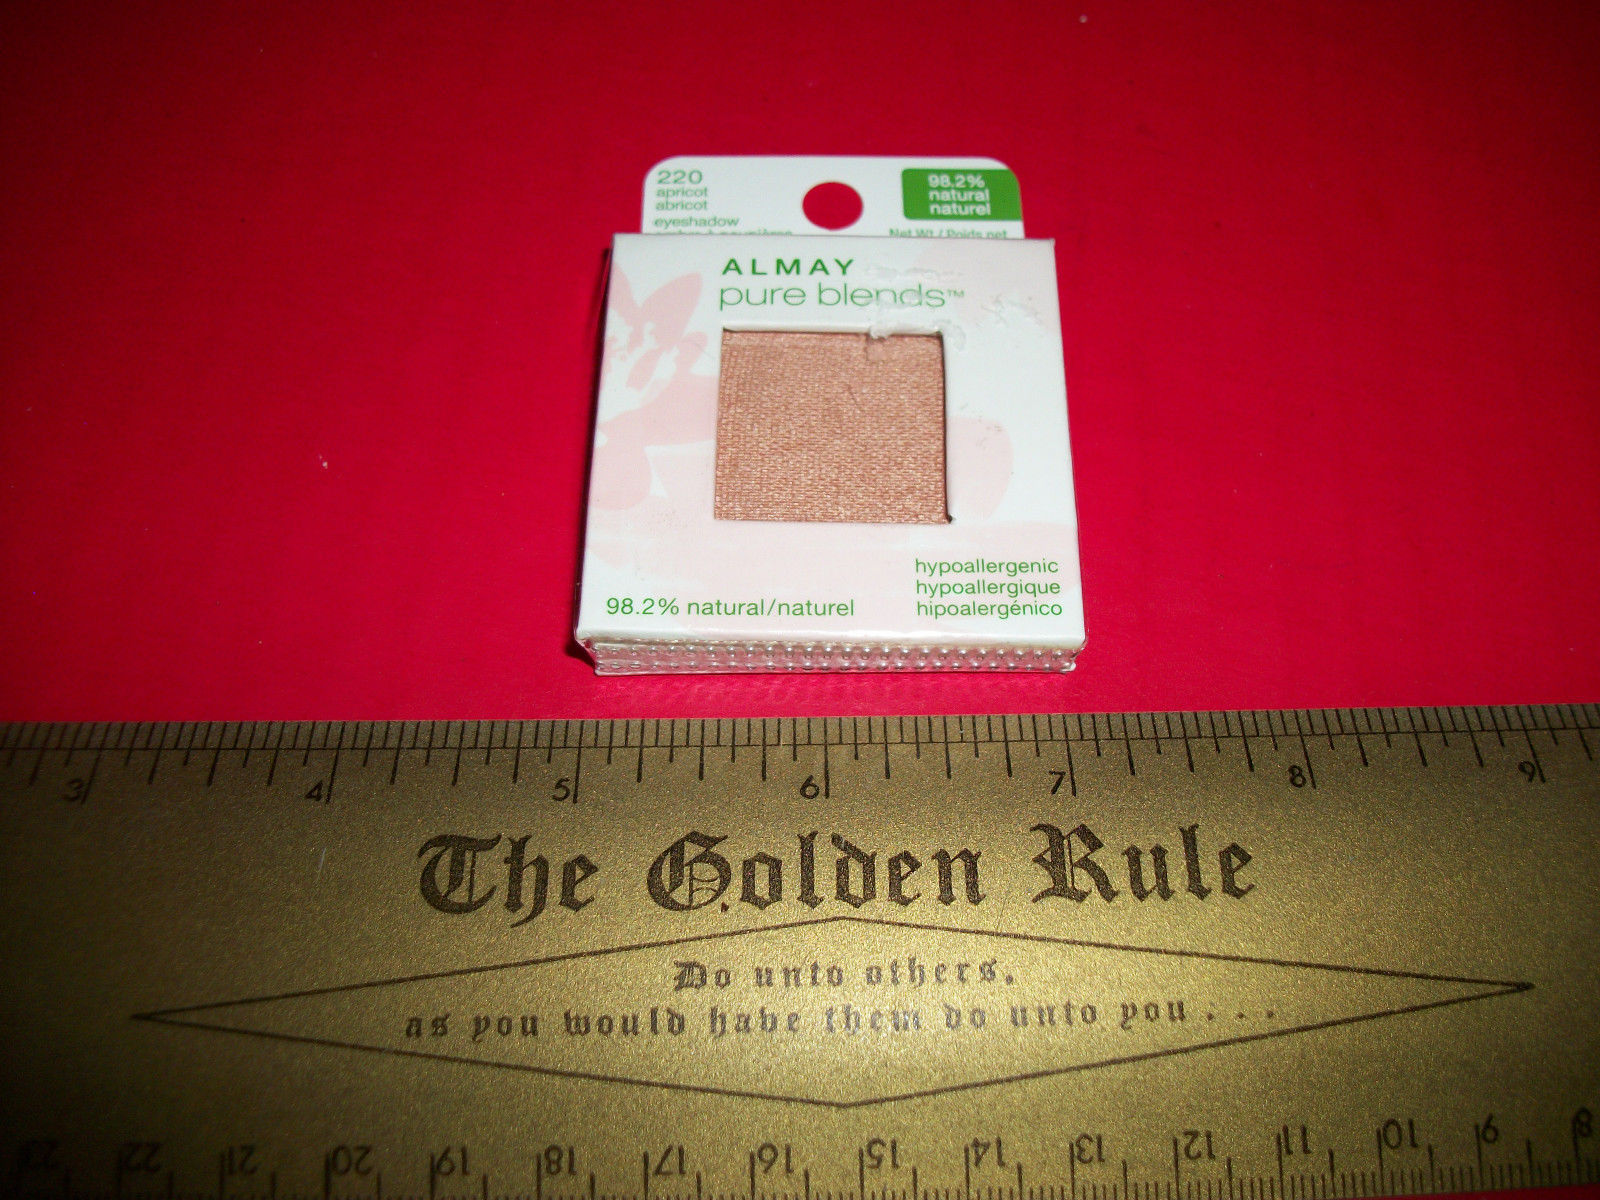 220
apricot
abricot
eyeshadow
98.2%
natural
naturel
Net Wt / Poids net
ALMAY
pure blends™
hypoallergenic
hypoallergique
hipoalergénico
98.2% natural/naturel
3 4 5 6 7 8 9
The Golden Rule
Do unto others,
as you would have them do unto you . . .
23 22 21 20 19 18 17 16 15 14 13 12 11 10 9 8